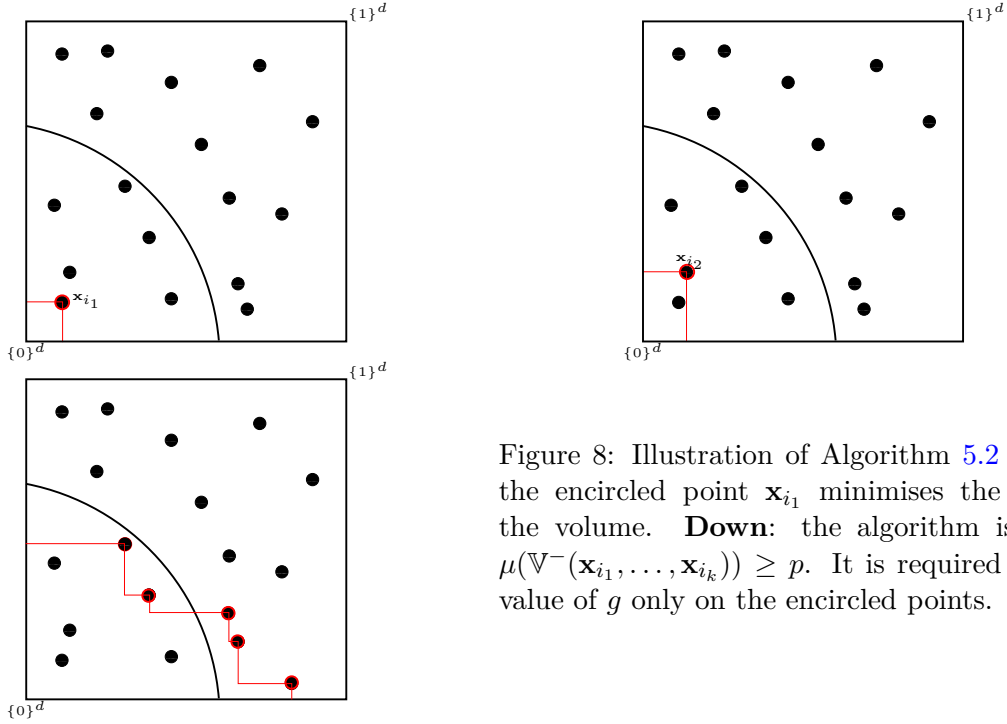 {1}^d
{1}^d
𝐱_{i_1}
𝐱_{i_2}
{0}^d
{0}^d
{1}^d
Figure 8: Illustration of Algorithm 5.2
the encircled point 𝐱_{i_1} minimises the
the volume. Down: the algorithm is
μ(𝕍^−(𝐱_{i_1}, . . . , 𝐱_{i_k})) ≥ p. It is required
value of g only on the encircled points.
{0}^d